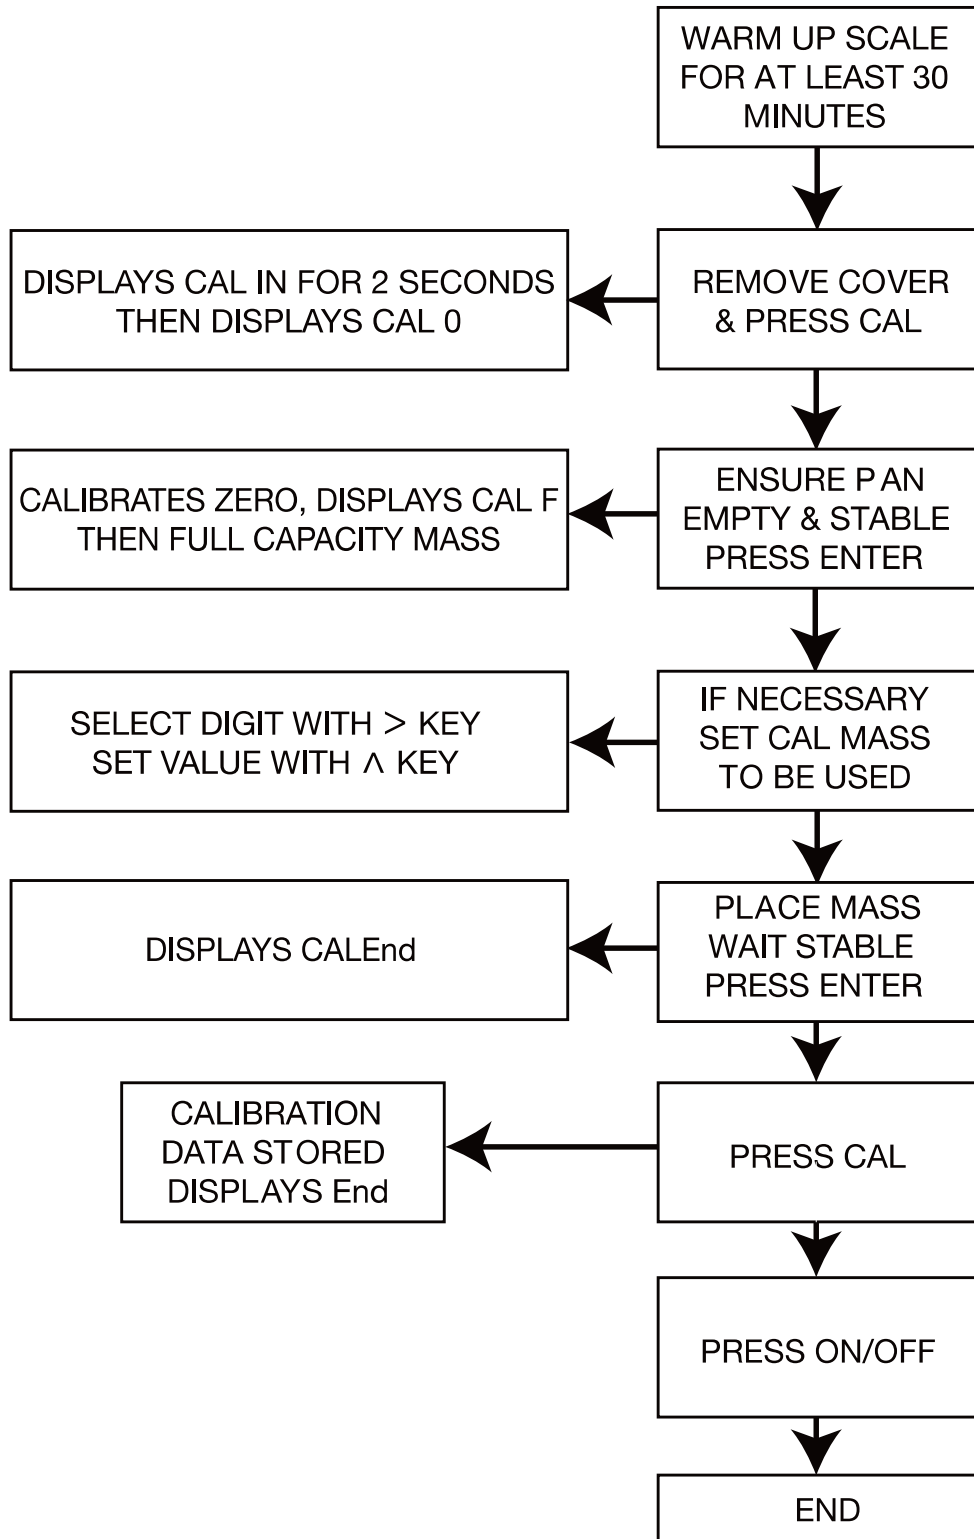 WARM UP SCALE
FOR AT LEAST 30
MINUTES
DISPLAYS CAL IN FOR 2 SECONDS
THEN DISPLAYS CAL 0
REMOVE COVER
& PRESS CAL
CALIBRATES ZERO, DISPLAYS CAL F
THEN FULL CAPACITY MASS
ENSURE PAN
EMPTY & STABLE
PRESS ENTER
SELECT DIGIT WITH > KEY
SET VALUE WITH ∧ KEY
IF NECESSARY
SET CAL MASS
TO BE USED
DISPLAYS CALEnd
PLACE MASS
WAIT STABLE
PRESS ENTER
CALIBRATION
DATA STORED
DISPLAYS End
PRESS CAL
PRESS ON/OFF
END